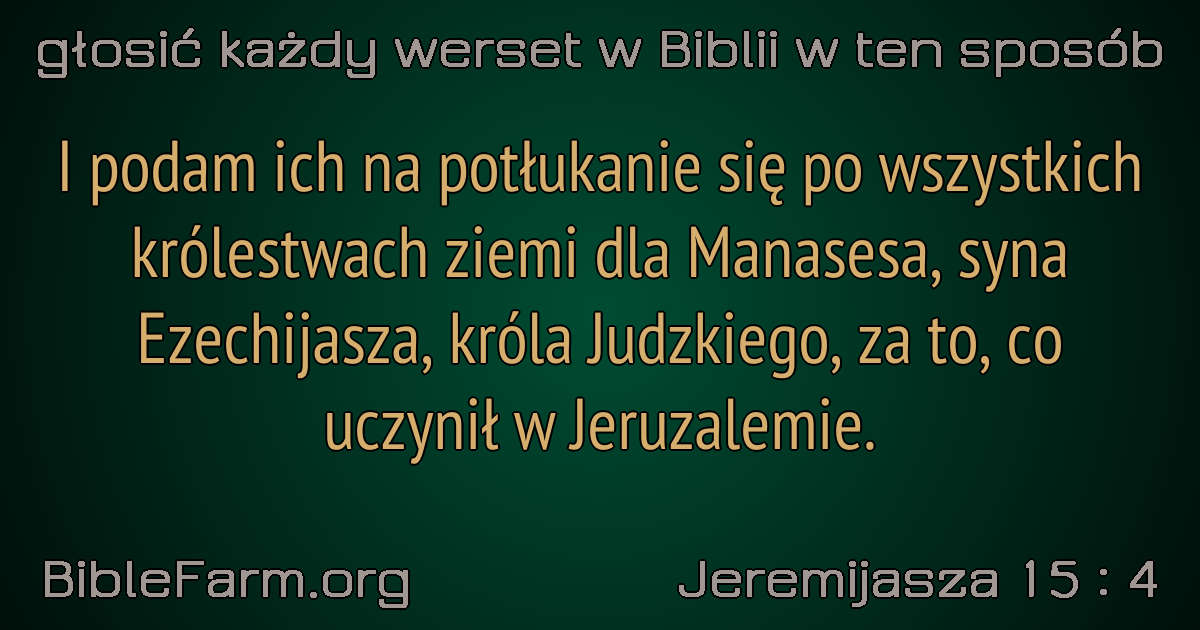 głosić każdy werset w Biblii w ten sposób
I podam ich na potłukanie się po wszystkich
królestwach ziemi dla Manasesa, syna
Ezechijasza, króla Judzkiego, za to, co
uczynił w Jeruzalemie.
BibleFarm.org
Jeremijasza 15 : 4